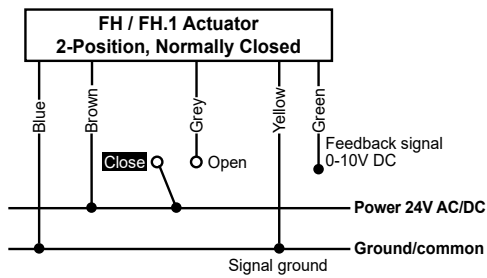 FH / FH.1 Actuator
2-Position, Normally Closed
Blue
Brown
Grey
Yellow
Green
Feedback signal
0-10V DC
Close
Open
Power 24V AC/DC
Ground/common
Signal ground